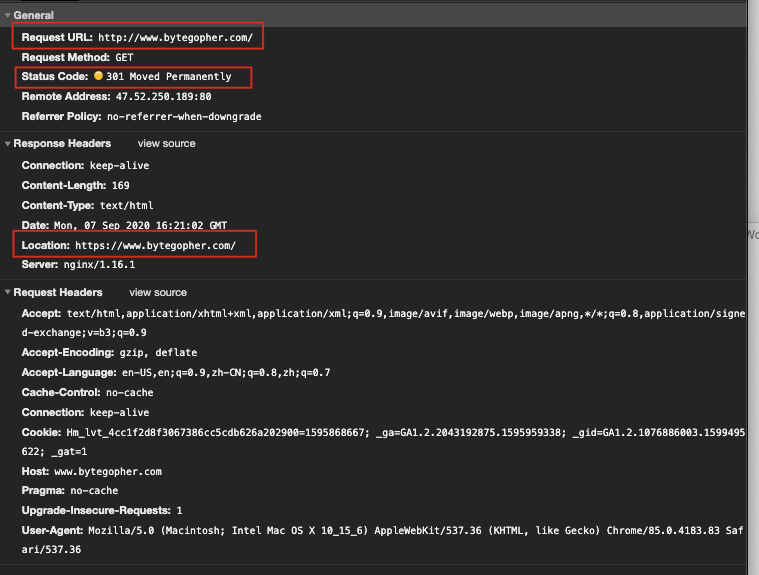 General
Request URL: http://www.bytegopher.com/
Request Method: GET
Status Code: 301 Moved Permanently
Remote Address: 47.52.250.189:80
Referrer Policy: no-referrer-when-downgrade
Response Headers view source
Connection: keep-alive
Content-Length: 169
Content-Type: text/html
Date: Mon, 07 Sep 2020 16:21:02 GMT
Location: https://www.bytegopher.com/
Server: nginx/1.16.1
Request Headers view source
Accept: text/html,application/xhtml+xml,application/xml;q=0.9,image/avif,image/webp,image/apng,*/*;q=0.8,application/signe
d-exchange;v=b3;q=0.9
Accept-Encoding: gzip, deflate
Accept-Language: en-US,en;q=0.9,zh-CN;q=0.8,zh;q=0.7
Cache-Control: no-cache
Connection: keep-alive
Cookie: Hm_lvt_4cc1f2d8f3067386cc5cdb626a202900=1595868667; _ga=GA1.2.2043192875.1595959338; _gid=GA1.2.1076886003.1599495
622; _gat=1
Host: www.bytegopher.com
Pragma: no-cache
Upgrade-Insecure-Requests: 1
User-Agent: Mozilla/5.0 (Macintosh; Intel Mac OS X 10_15_6) AppleWebKit/537.36 (KHTML, like Gecko) Chrome/85.0.4183.83 Saf
ari/537.36